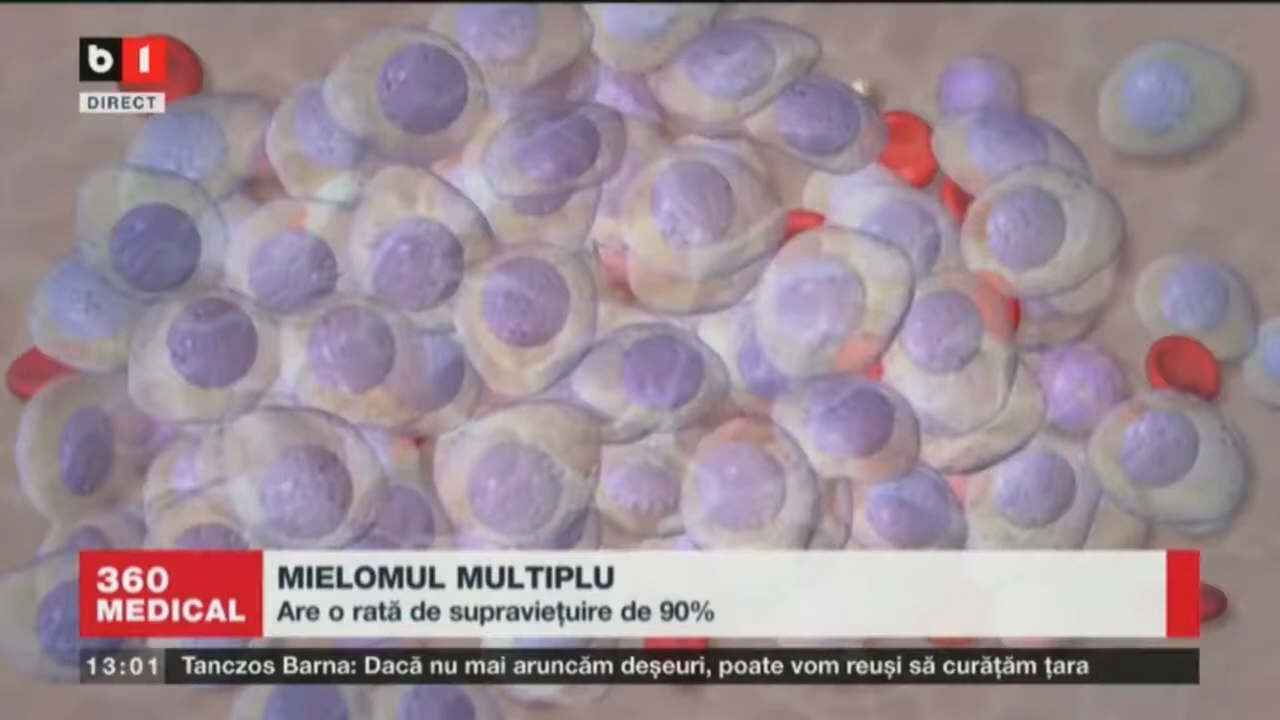 b1
DIRECT
360
MEDICAL
MIELOMUL MULTIPLU
Are o rată de supraviețuire de 90%
13:01 Tanczos Barna: Dacă nu mai aruncăm deșeuri, poate vom reuși să curățăm țara